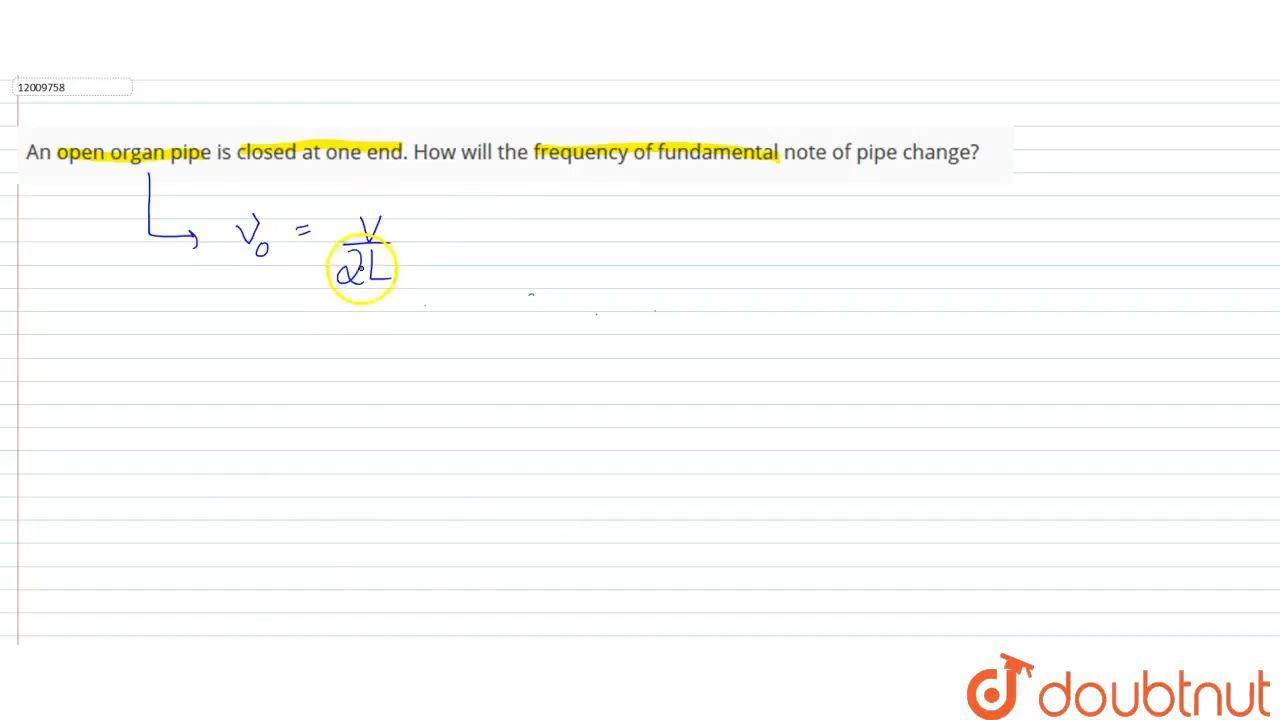 12009758
An open organ pipe is closed at one end. How will the frequency of fundamental note of pipe change?
ν₀ = V/2L
doubtnut